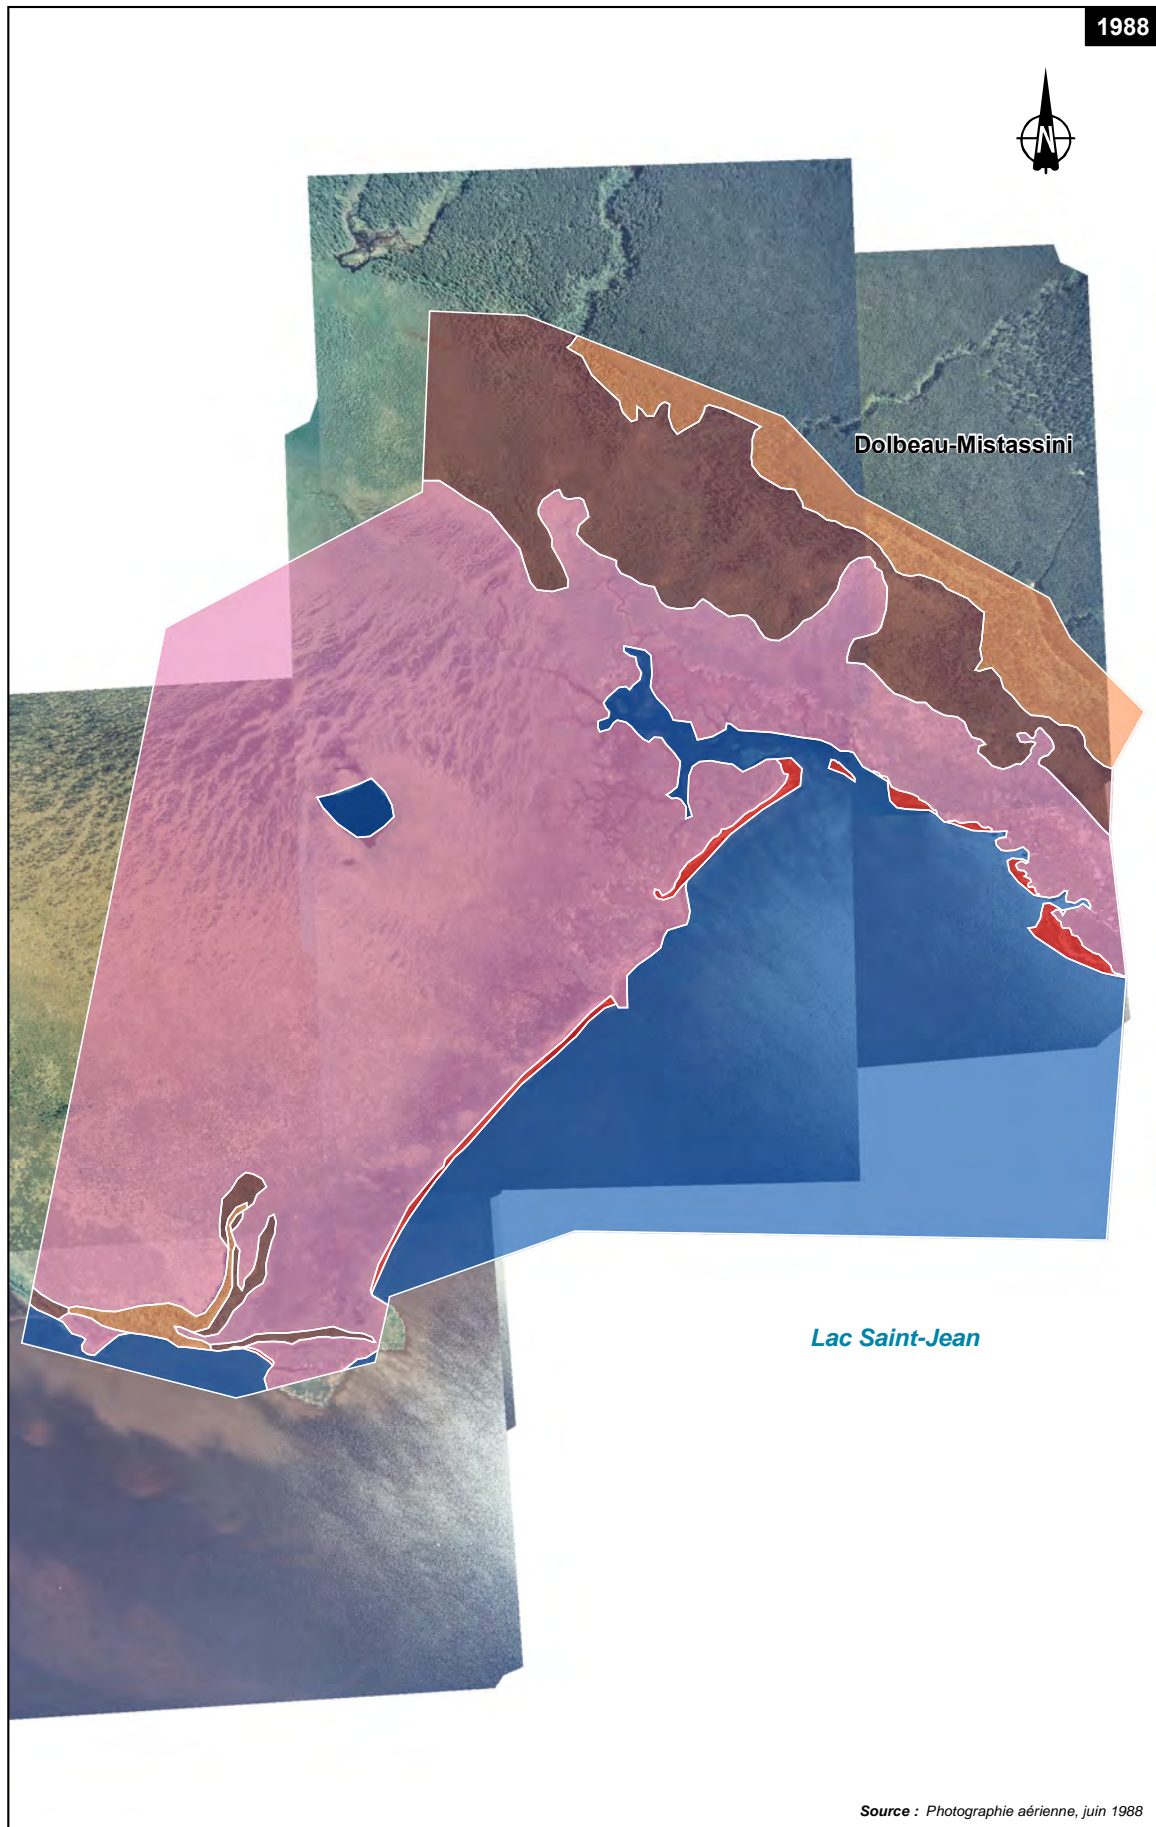 1988
N
Dolbeau-Mistassini
Lac Saint-Jean
Source : Photographie aérienne, juin 1988